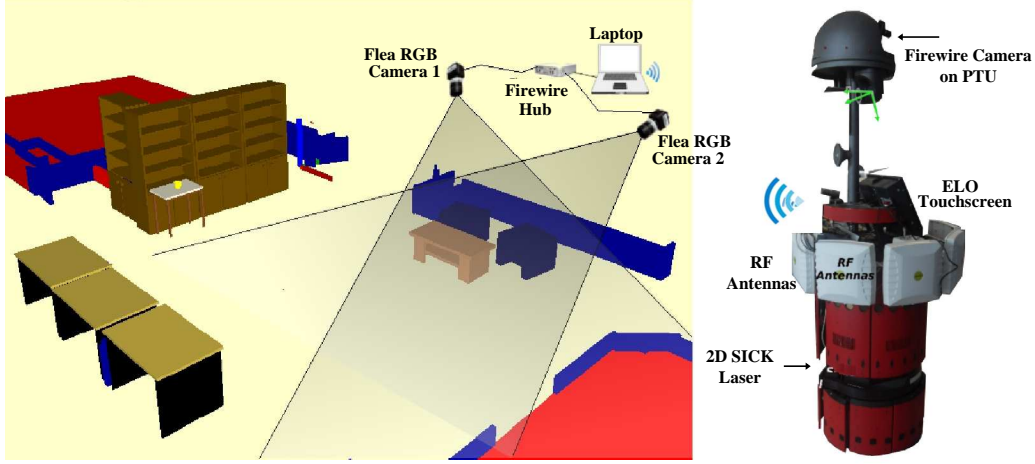 Laptop
Flea RGB
Camera 1
Firewire
Hub
Flea RGB
Camera 2
Firewire Camera
on PTU
ELO
Touchscreen
RF
Antennas
RF
Antennas
2D SICK
Laser